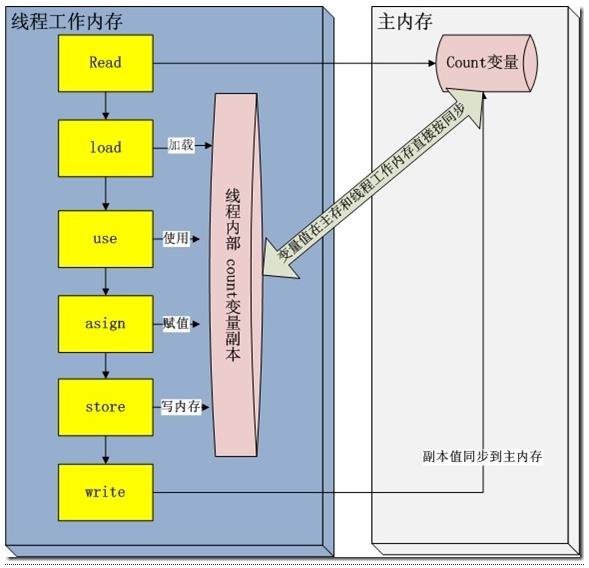 线程工作内存
主内存
Read
Count变量
load
加载
变量值在主存和线程工作内存直接按同步
use
使用
线程内部 count变量副本
asign
赋值
store
写内存
副本值同步到主内存
write